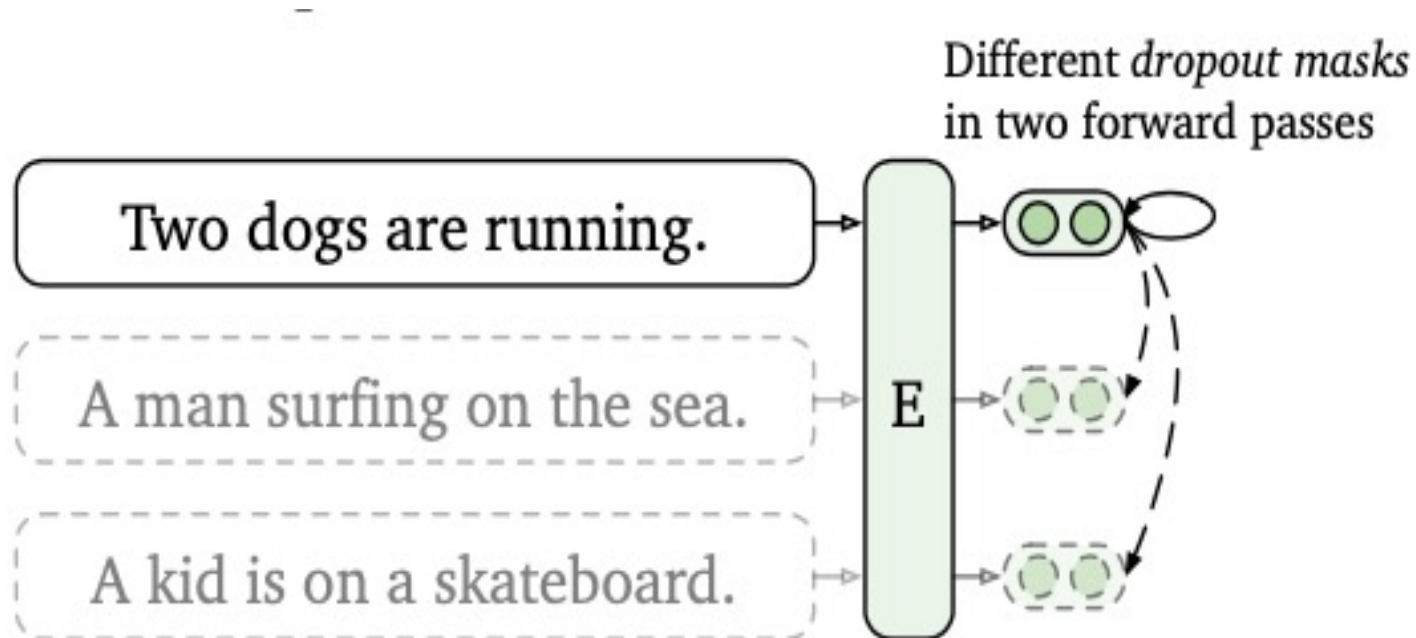 Different dropout masks
in two forward passes
Two dogs are running.
A man surfing on the sea.
E
A kid is on a skateboard.